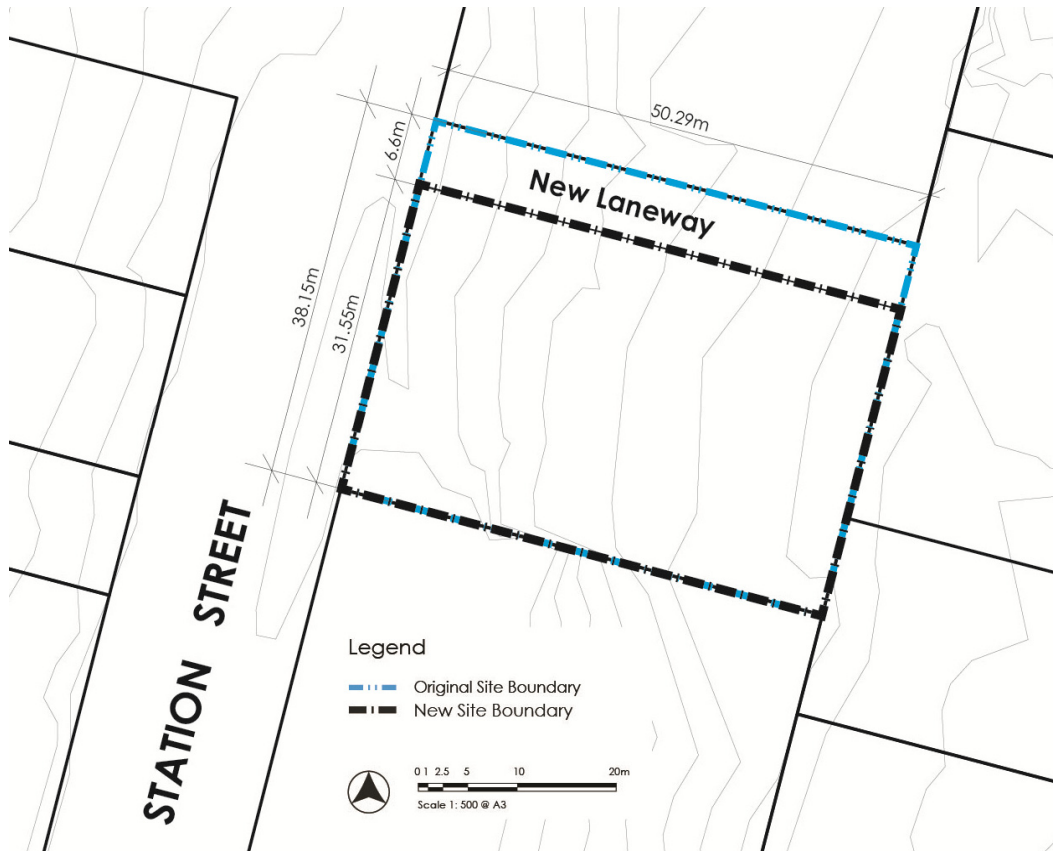 50.29m
6.6m
New Laneway
38.15m
31.55m
STATION STREET
Legend
Original Site Boundary
New Site Boundary
0 1 2.5 5 10 20m
Scale 1: 500 @ A3